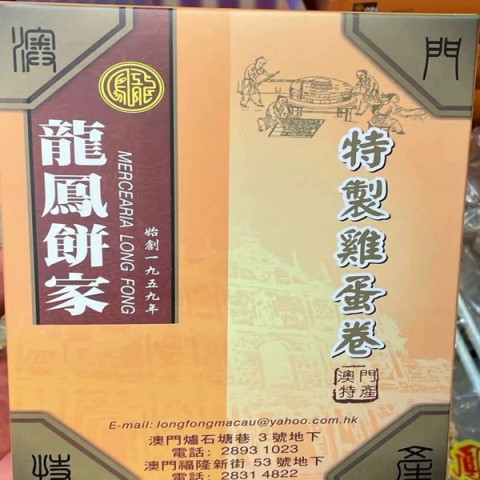 澳
門
龍鳳
龍鳳餅家
MERCEARIA LONG FONG
始創一九五九年
特製雞蛋卷
澳門
特產
E-mail: longfongmacau@yahoo.com.hk
澳門爐石塘巷 3 號地下
電話：2893 1023
澳門福隆新街 53 號地下
電話：2831 4822
特
產